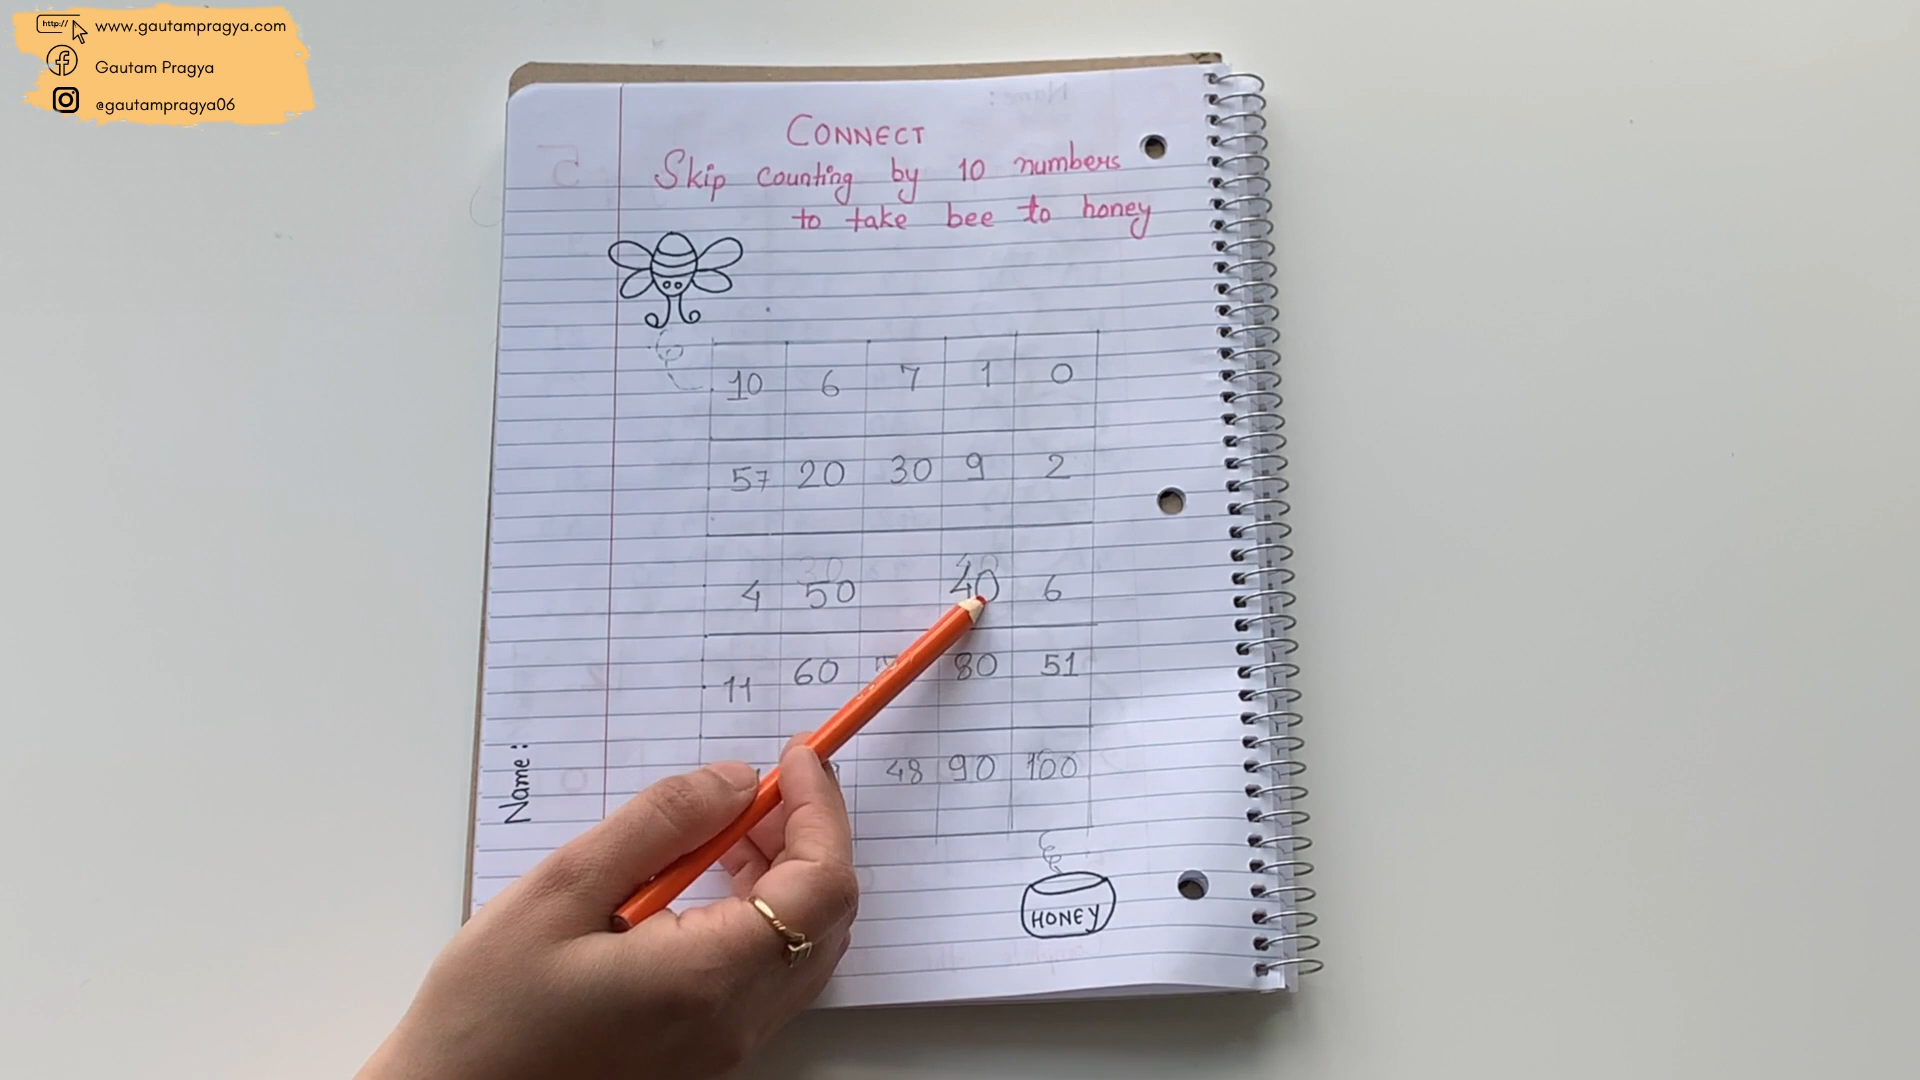 http://
www.gautampragya.com
Gautam Pragya
@gautampragya06
CONNECT
Skip counting by 10 numbers
to take bee to honey
10 6 7 1 0
57 20 30 9 2
4 50 40 6
11 60 80 51
48 90 100
HONEY
Name :